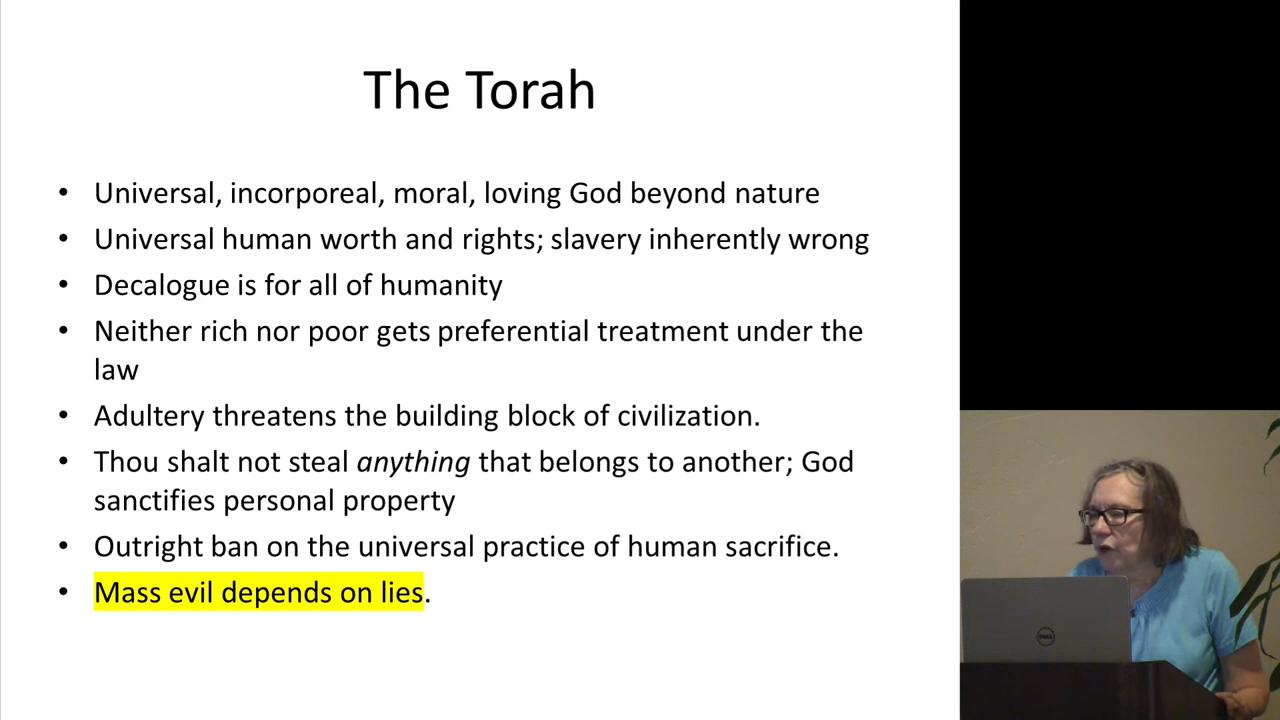 The Torah
• Universal, incorporeal, moral, loving God beyond nature
• Universal human worth and rights; slavery inherently wrong
• Decalogue is for all of humanity
• Neither rich nor poor gets preferential treatment under the
law
• Adultery threatens the building block of civilization.
• Thou shalt not steal anything that belongs to another; God
sanctifies personal property
• Outright ban on the universal practice of human sacrifice.
• Mass evil depends on lies.
DELL